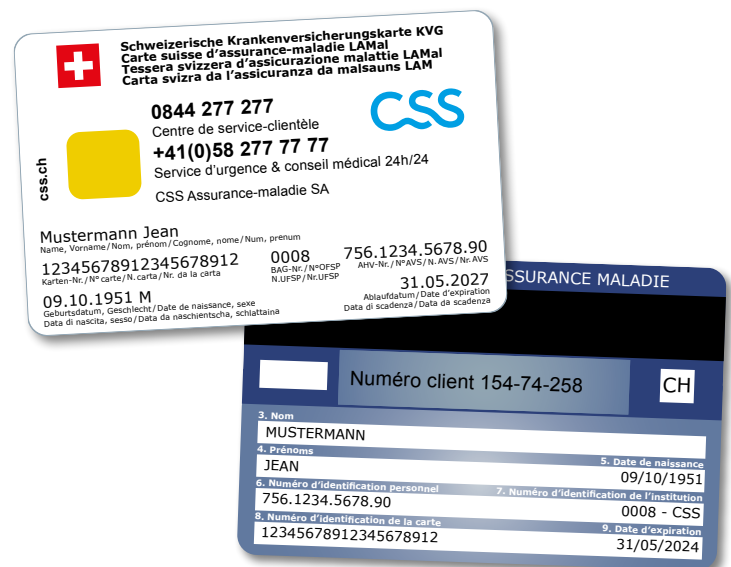 Schweizerische Krankenversicherungskarte KVG
Carte suisse d'assurance-maladie LAMal
Tessera svizzera d'assicurazione malattie LAMal
Carta svizra da l'assicuranza da malsauns LAM
0844 277 277
Centre de service-clientèle
+41(0)58 277 77 77
Service d'urgence & conseil médical 24h/24
CSS Assurance-maladie SA
CSS
css.ch
Mustermann Jean
Name, Vorname/Nom, prénom/Cognome, nome/Num, prenum
12345678912345678912 0008 756.1234.5678.90
Karten-Nr./N° carte/N. carta/Nr. da la carta BAG-Nr./N°OFSP AHV-Nr./N°AVS/N. AVS/Nr. AVS
N.UFSP/Nr.UFSP
09.10.1951 M 31.05.2027
Geburtsdatum, Geschlecht/Date de naissance, sexe Ablaufdatum/Date d'expiration
Data di nascita, sesso/Data da naschientscha, schlattaina Data di scadenza/Data da scadenza
SSURANCE MALADIE
Numéro client 154-74-258 CH
3. Nom
MUSTERMANN
4. Prénoms 5. Date de naissance
JEAN 09/10/1951
6. Numéro d'identification personnel 7. Numéro d'identification de l'institution
756.1234.5678.90 0008 - CSS
8. Numéro d'identification de la carte 9. Date d'expiration
12345678912345678912 31/05/2024